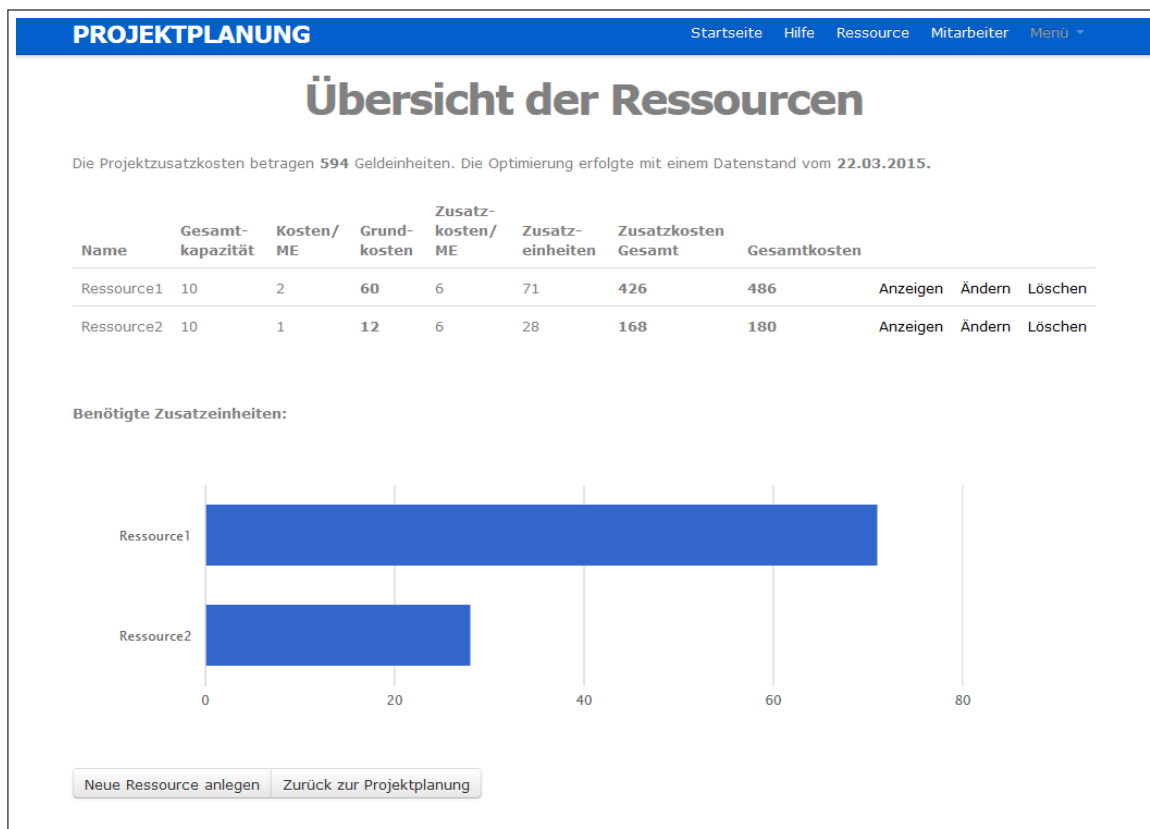 PROJEKTPLANUNG
Startseite Hilfe Ressource Mitarbeiter Menü
Übersicht der Ressourcen
Die Projektzusatzkosten betragen 594 Geldeinheiten. Die Optimierung erfolgte mit einem Datenstand vom 22.03.2015.
Name Gesamt-kapazität Kosten/ME Grund-kosten Zusatz-kosten/ME Zusatz-einheiten Zusatzkosten Gesamt Gesamtkosten
Ressource1 10 2 60 6 71 426 486 Anzeigen Ändern Löschen
Ressource2 10 1 12 6 28 168 180 Anzeigen Ändern Löschen
Benötigte Zusatzeinheiten:
Ressource1
Ressource2
0 20 40 60 80
Neue Ressource anlegen Zurück zur Projektplanung